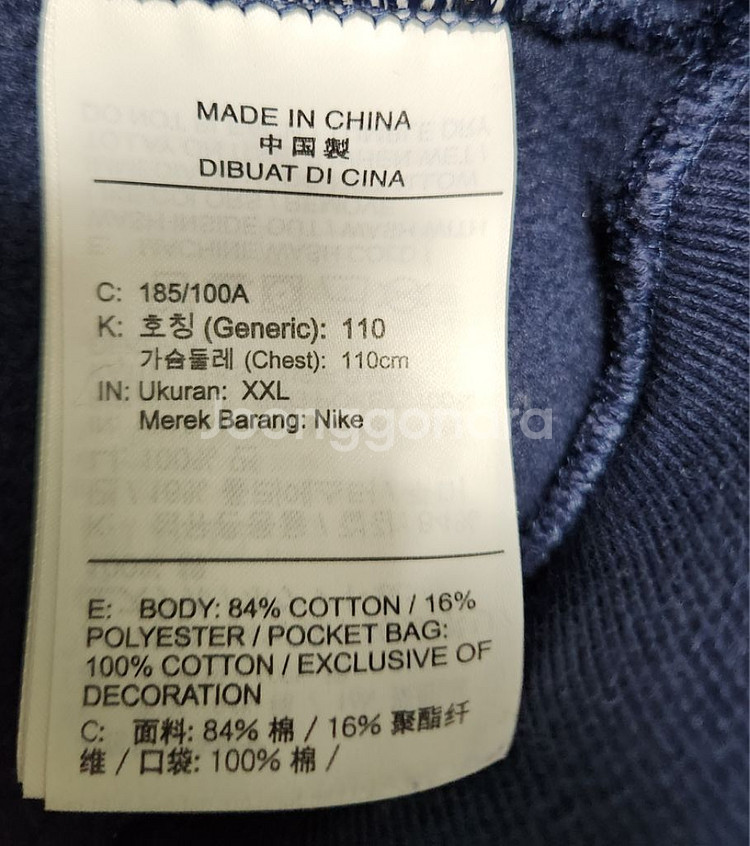 MADE IN CHINA
中国製
DIBUAT DI CINA
C: 185/100A
K: 호칭 (Generic): 110
가슴둘레 (Chest): 110cm
IN: Ukuran: XXL
Merek Barang: Nike
Joonggonara
E: BODY: 84% COTTON / 16%
POLYESTER / POCKET BAG:
100% COTTON / EXCLUSIVE OF
DECORATION
C: 面料: 84% 棉 / 16% 聚酯纤
维 / 口袋: 100% 棉 /